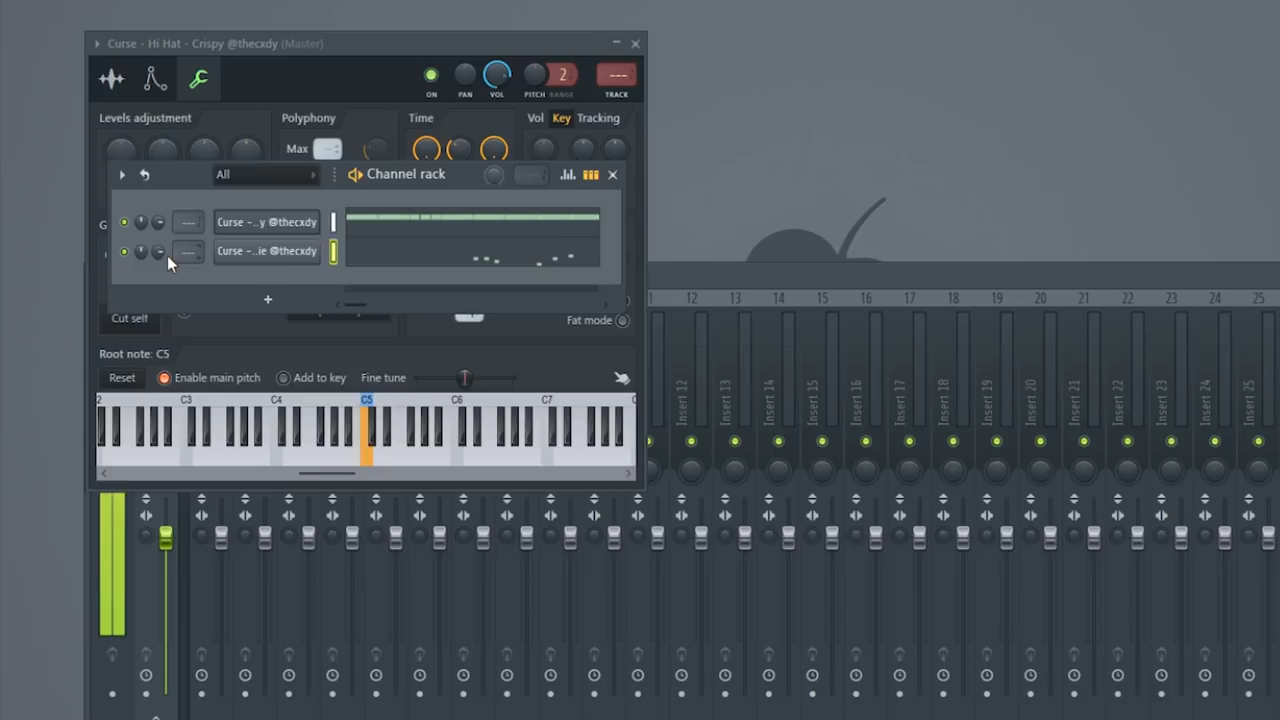 Curse - Hi Hat - Crispy @thecxdy (Master)
2
---
ON PAN VOL PITCH RANGE TRACK
Levels adjustment Polyphony Time Vol Key Tracking
Max
All Channel rack
Curse -..y @thecxdy
G
Curse -..ie @thecxdy
+
Cut self Fat mode
Root note: C5
Reset Enable main pitch Add to key Fine tune
2 C3 C4 C5 C6 C7 C
1 12 13 14 15 16 17 18 19 20 21 22 23 24 25
Insert 12
Insert 13
Insert 14
Insert 15
Insert 16
Insert 17
Insert 18
Insert 19
Insert 20
Insert 21
Insert 22
Insert 23
Insert 24
Insert 25